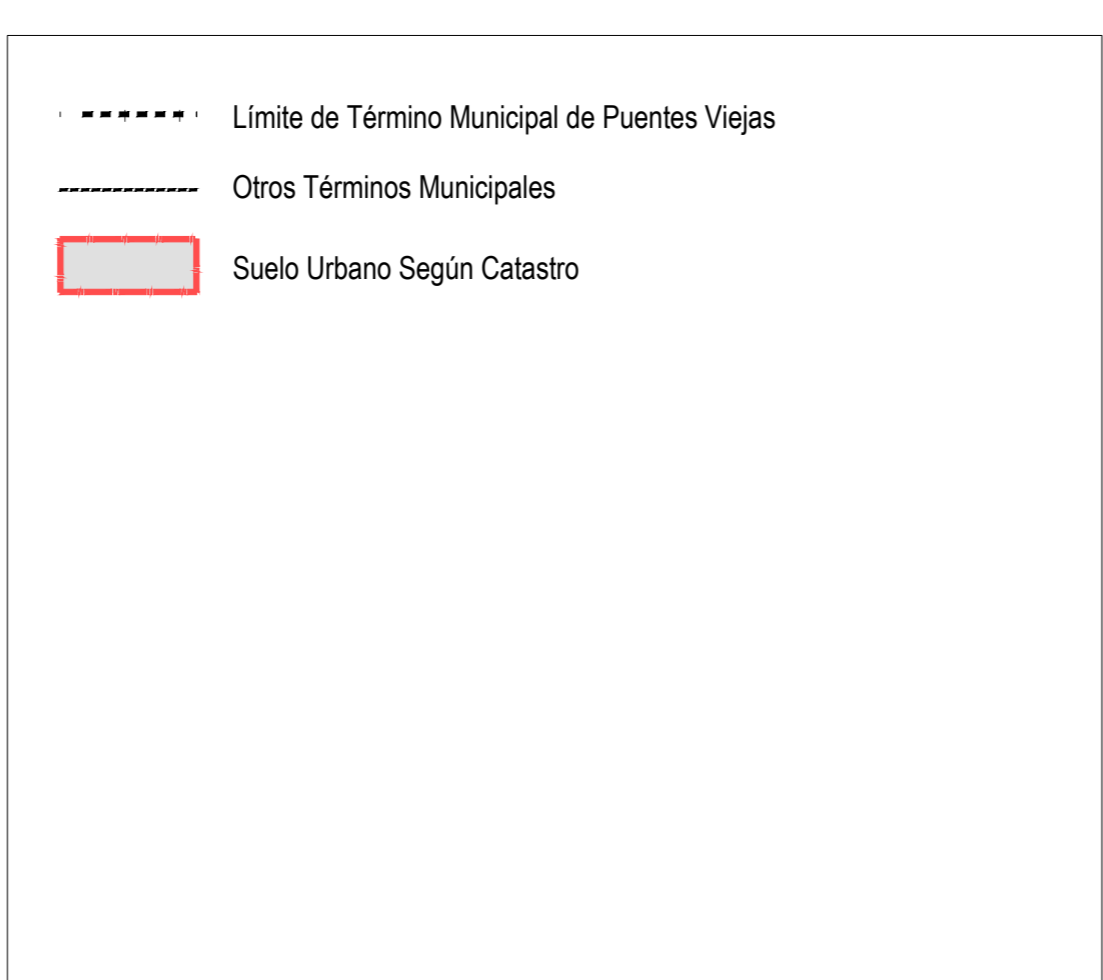 Límite de Término Municipal de Puentes Viejas
Otros Términos Municipales
Suelo Urbano Según Catastro